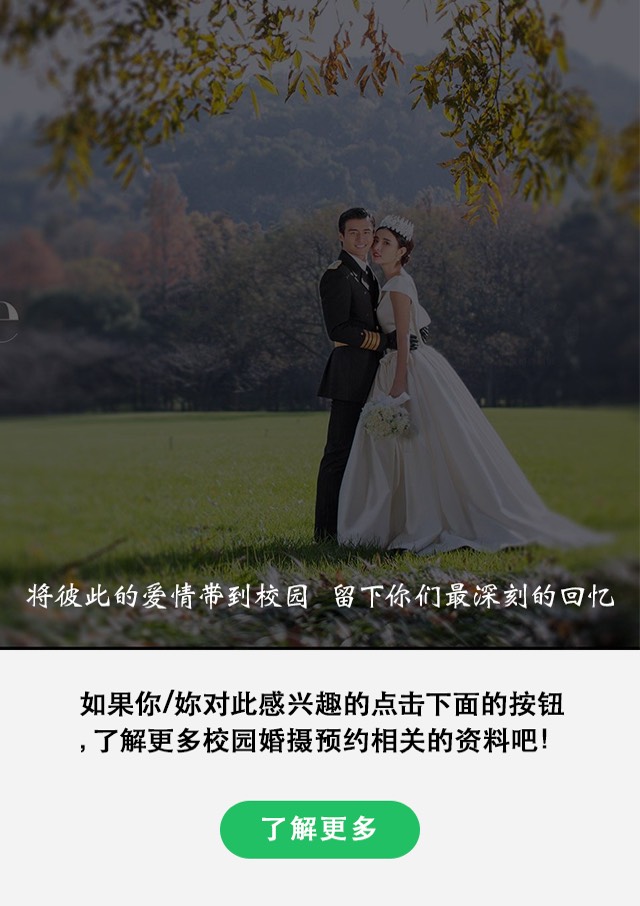 e
将彼此的爱情带到校园 留下你们最深刻的回忆
如果你/妳对此感兴趣的点击下面的按钮
,了解更多校园婚摄预约相关的资料吧!
了解更多